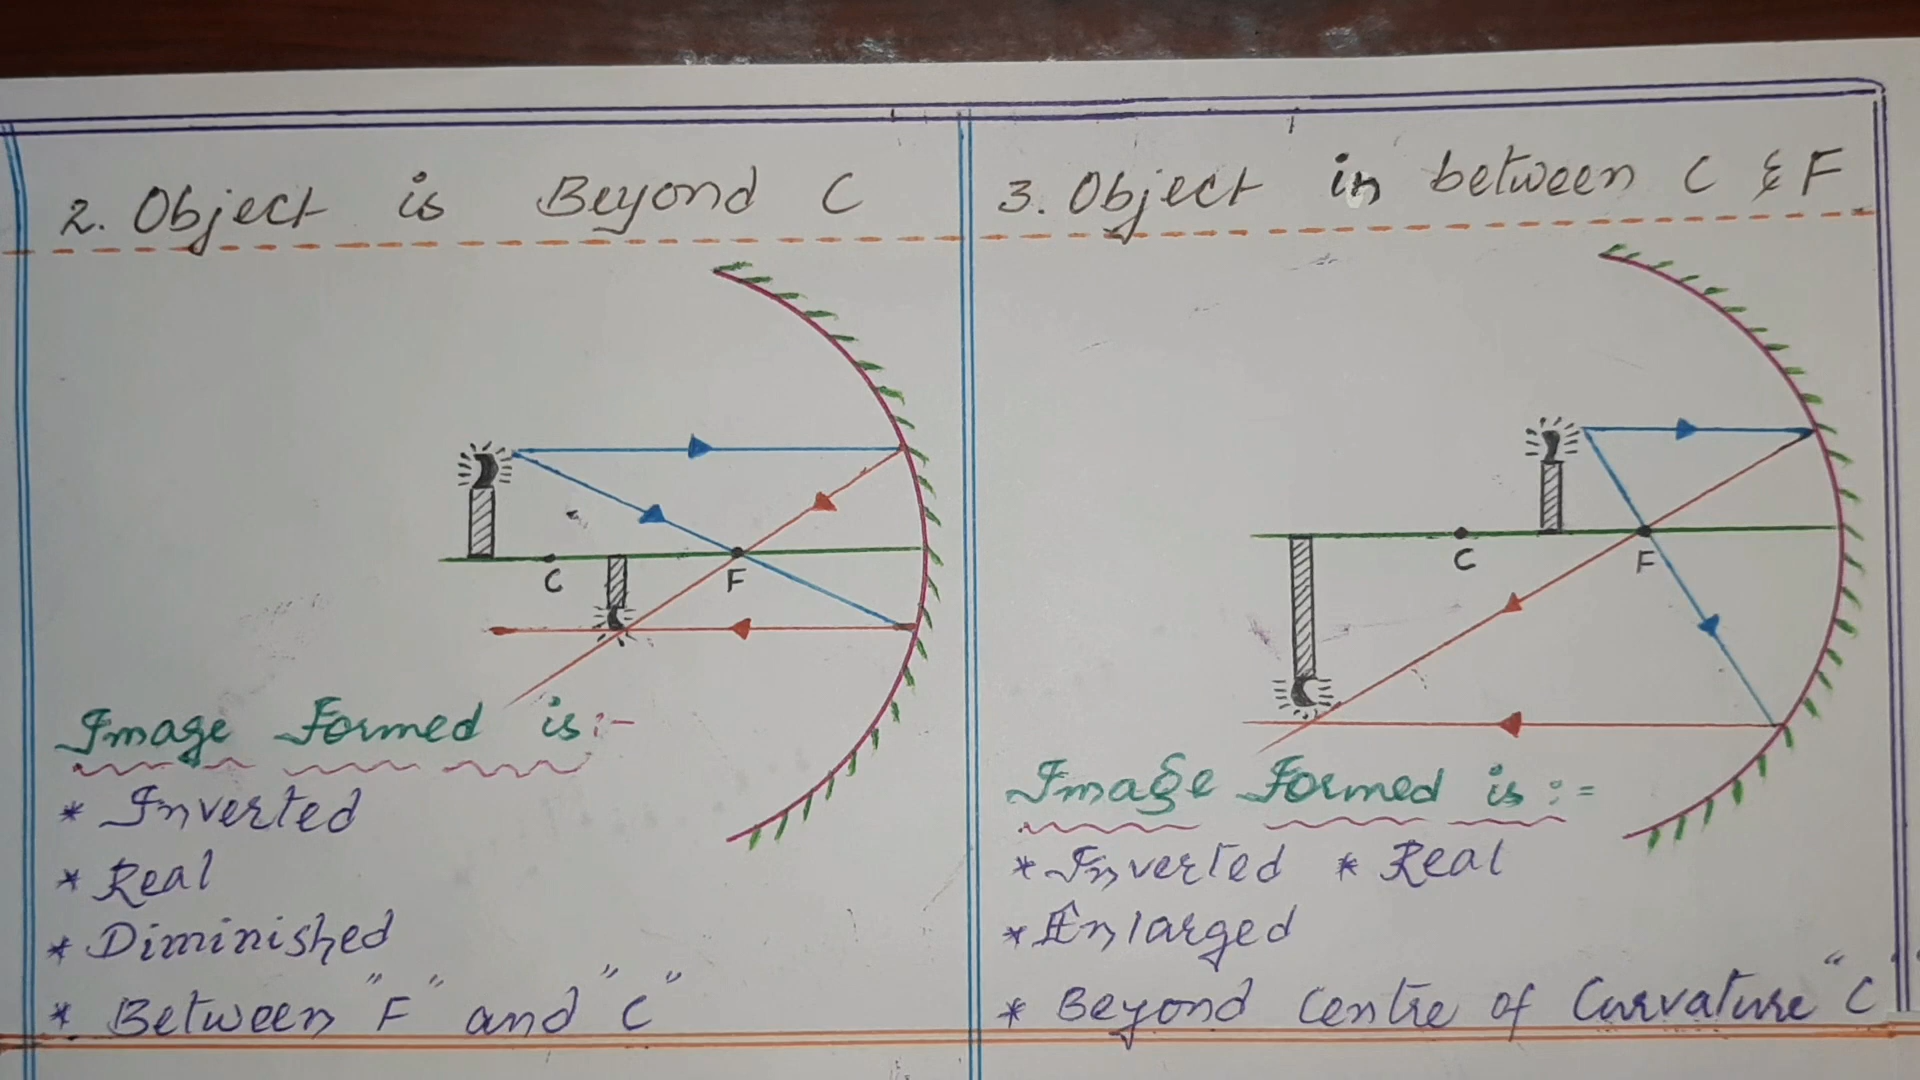 2. Object is Beyond C
C
F
Image Formed is:-
* Inverted
* Real
* Diminished
* Between "F" and "C"
3. Object in between C & F
C
F
Image Formed is :=
* Inverted * Real
* Enlarged
* Beyond Centre of Curvature "C"